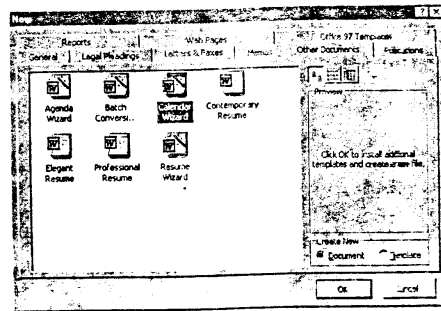 New
Reports Web Pages Office 97 Templates
General Legal Pleadings Letters & Faxes Memos Other Documents Publications
Agenda Wizard
Batch Conversi...
Calendar Wizard
Contemporary Resume
Elegant Resume
Professional Resume
Resume Wizard
Preview
Click OK to install additional
templates and create a new file.
Create New
Document Template
OK Cancel